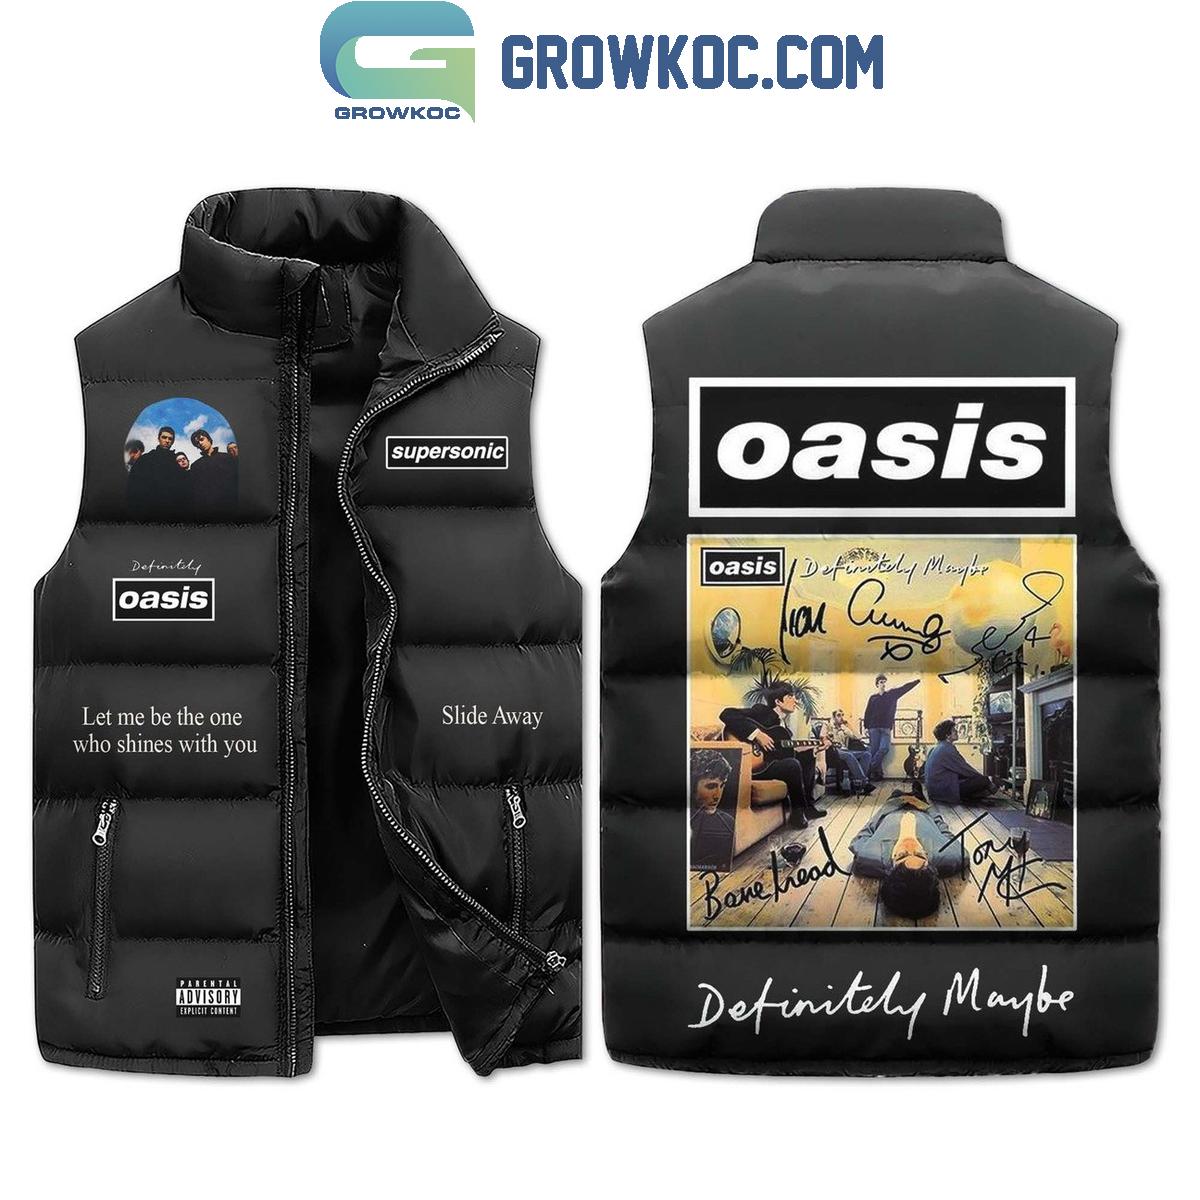 GROWKOC
GROWKOC.COM
supersonic
Definitely
oasis
Let me be the one
who shines with you
Slide Away
PARENTAL
ADVISORY
EXPLICIT CONTENT
oasis
oasis
Definitely Maybe
Bonehead
Definitely Maybe